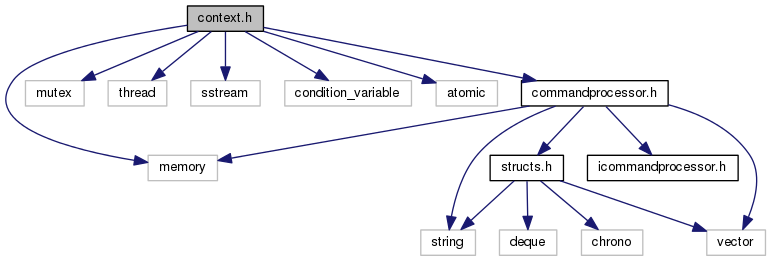 context.h
mutex
thread
sstream
condition_variable
atomic
commandprocessor.h
memory
structs.h
icommandprocessor.h
string
deque
chrono
vector